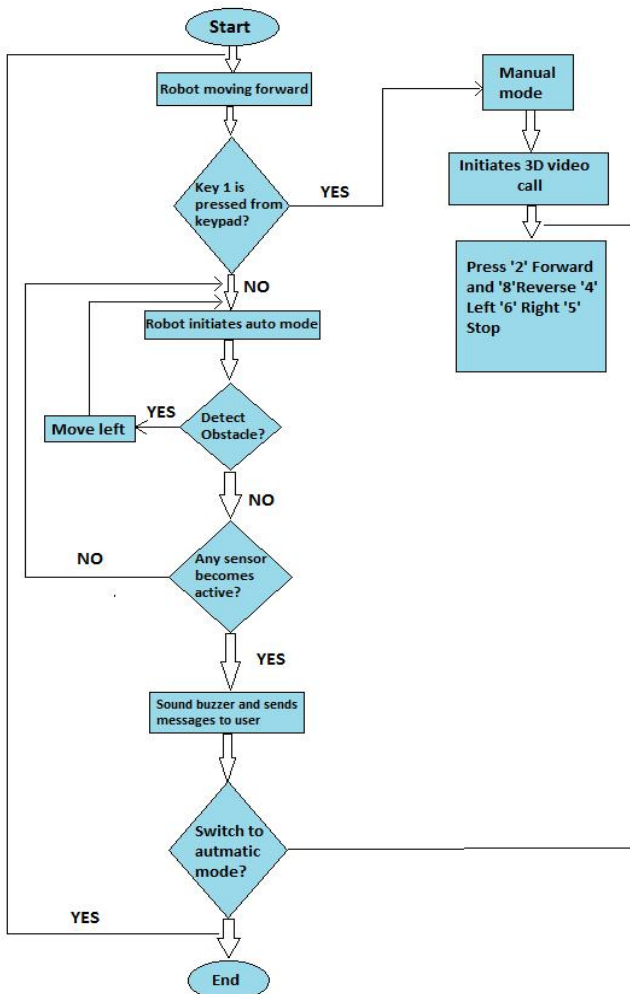 Start
Robot moving forward
Manual
mode
Key 1 is
pressed from
keypad?
YES
Initiates 3D video
call
NO
Press '2' Forward
and '8'Reverse '4'
Left '6' Right '5'
Stop
Robot initiates auto mode
YES
Detect
Obstacle?
Move left
NO
NO
Any sensor
becomes
active?
YES
Sound buzzer and sends
messages to user
Switch to
autmatic
mode?
YES
End